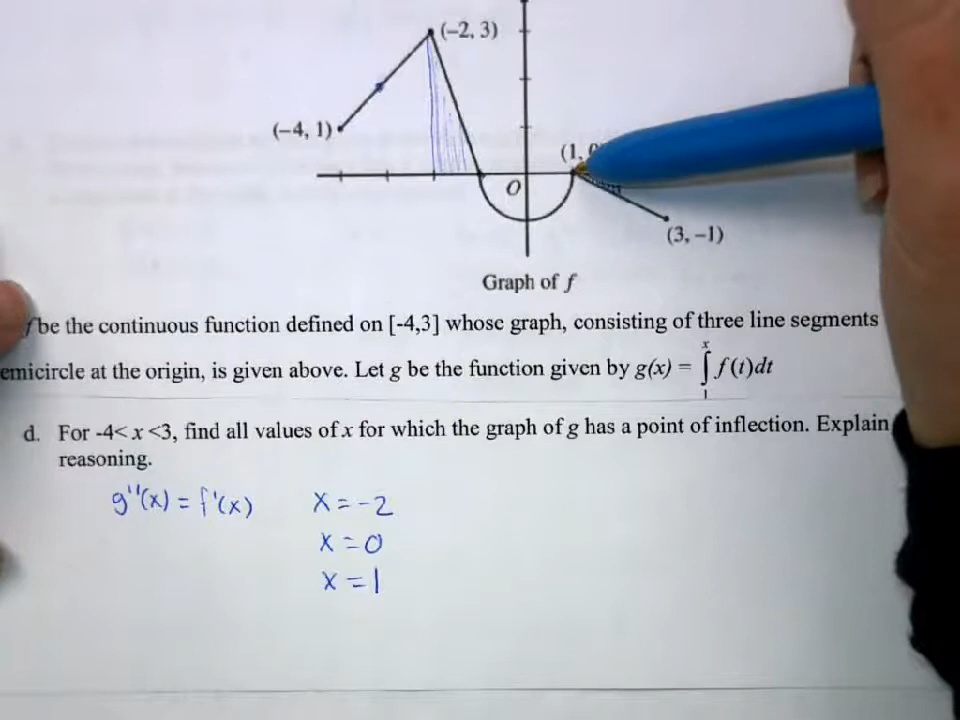 (-2, 3)
(-4, 1)
(1, 0
O
(3, -1)
Graph of f
f be the continuous function defined on [-4,3] whose graph, consisting of three line segments
emicircle at the origin, is given above. Let g be the function given by g(x) = ∫₁ˣ f(t)dt
d. For -4< x <3, find all values of x for which the graph of g has a point of inflection. Explain
reasoning.
g''(x) = f'(x)
x = -2
x = 0
x = 1